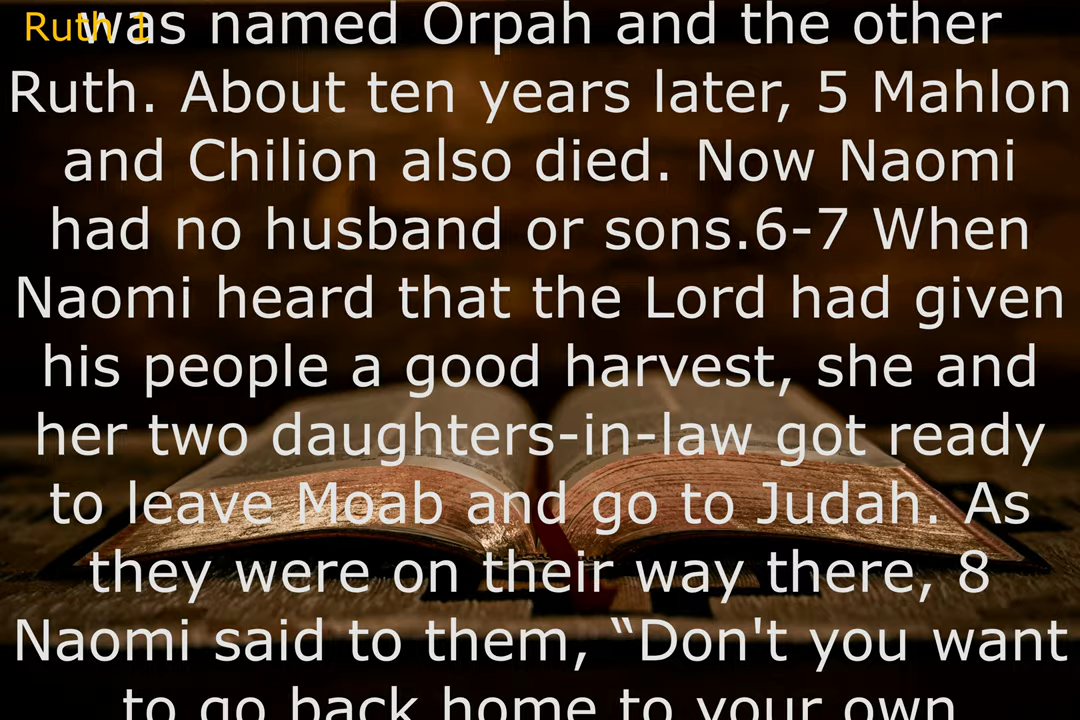 Ruth 1
was named Orpah and the other
Ruth. About ten years later, 5 Mahlon
and Chilion also died. Now Naomi
had no husband or sons.6-7 When
Naomi heard that the Lord had given
his people a good harvest, she and
her two daughters-in-law got ready
to leave Moab and go to Judah. As
they were on their way there, 8
Naomi said to them, “Don't you want
to go back home to your own